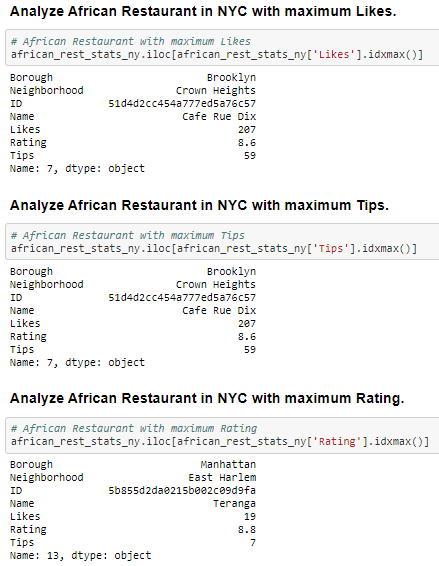 Analyze African Restaurant in NYC with maximum Likes.
# African Restaurant with maximum Likes
african_rest_stats_ny.iloc[african_rest_stats_ny['Likes'].idxmax()]
Borough Brooklyn
Neighborhood Crown Heights
ID 51d4d2cc454a777ed5a76c57
Name Cafe Rue Dix
Likes 207
Rating 8.6
Tips 59
Name: 7, dtype: object
Analyze African Restaurant in NYC with maximum Tips.
# African Restaurant with maximum Tips
african_rest_stats_ny.iloc[african_rest_stats_ny['Tips'].idxmax()]
Borough Brooklyn
Neighborhood Crown Heights
ID 51d4d2cc454a777ed5a76c57
Name Cafe Rue Dix
Likes 207
Rating 8.6
Tips 59
Name: 7, dtype: object
Analyze African Restaurant in NYC with maximum Rating.
# African Restaurant with maximum Rating
african_rest_stats_ny.iloc[african_rest_stats_ny['Rating'].idxmax()]
Borough Manhattan
Neighborhood East Harlem
ID 5b855d2da0215b002c09d9fa
Name Teranga
Likes 19
Rating 8.8
Tips 7
Name: 13, dtype: object